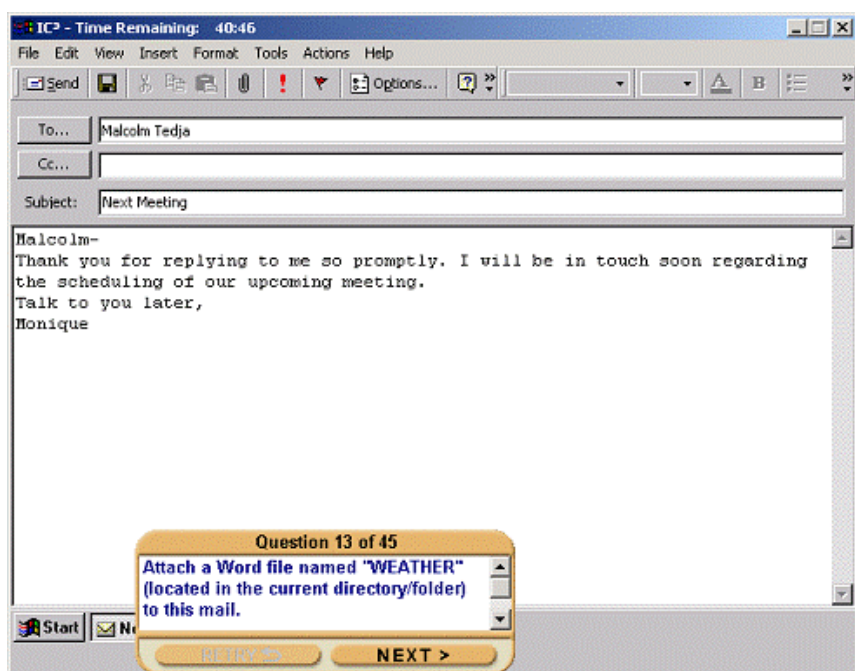 IC³ - Time Remaining: 40:46
File Edit View Insert Format Tools Actions Help
Send Options... A B
To... Malcolm Tedja
Cc...
Subject: Next Meeting
Malcolm-
Thank you for replying to me so promptly. I will be in touch soon regarding
the scheduling of our upcoming meeting.
Talk to you later,
Monique
Question 13 of 45
Attach a Word file named "WEATHER"
(located in the current directory/folder)
to this mail.
Start
RETRY NEXT >